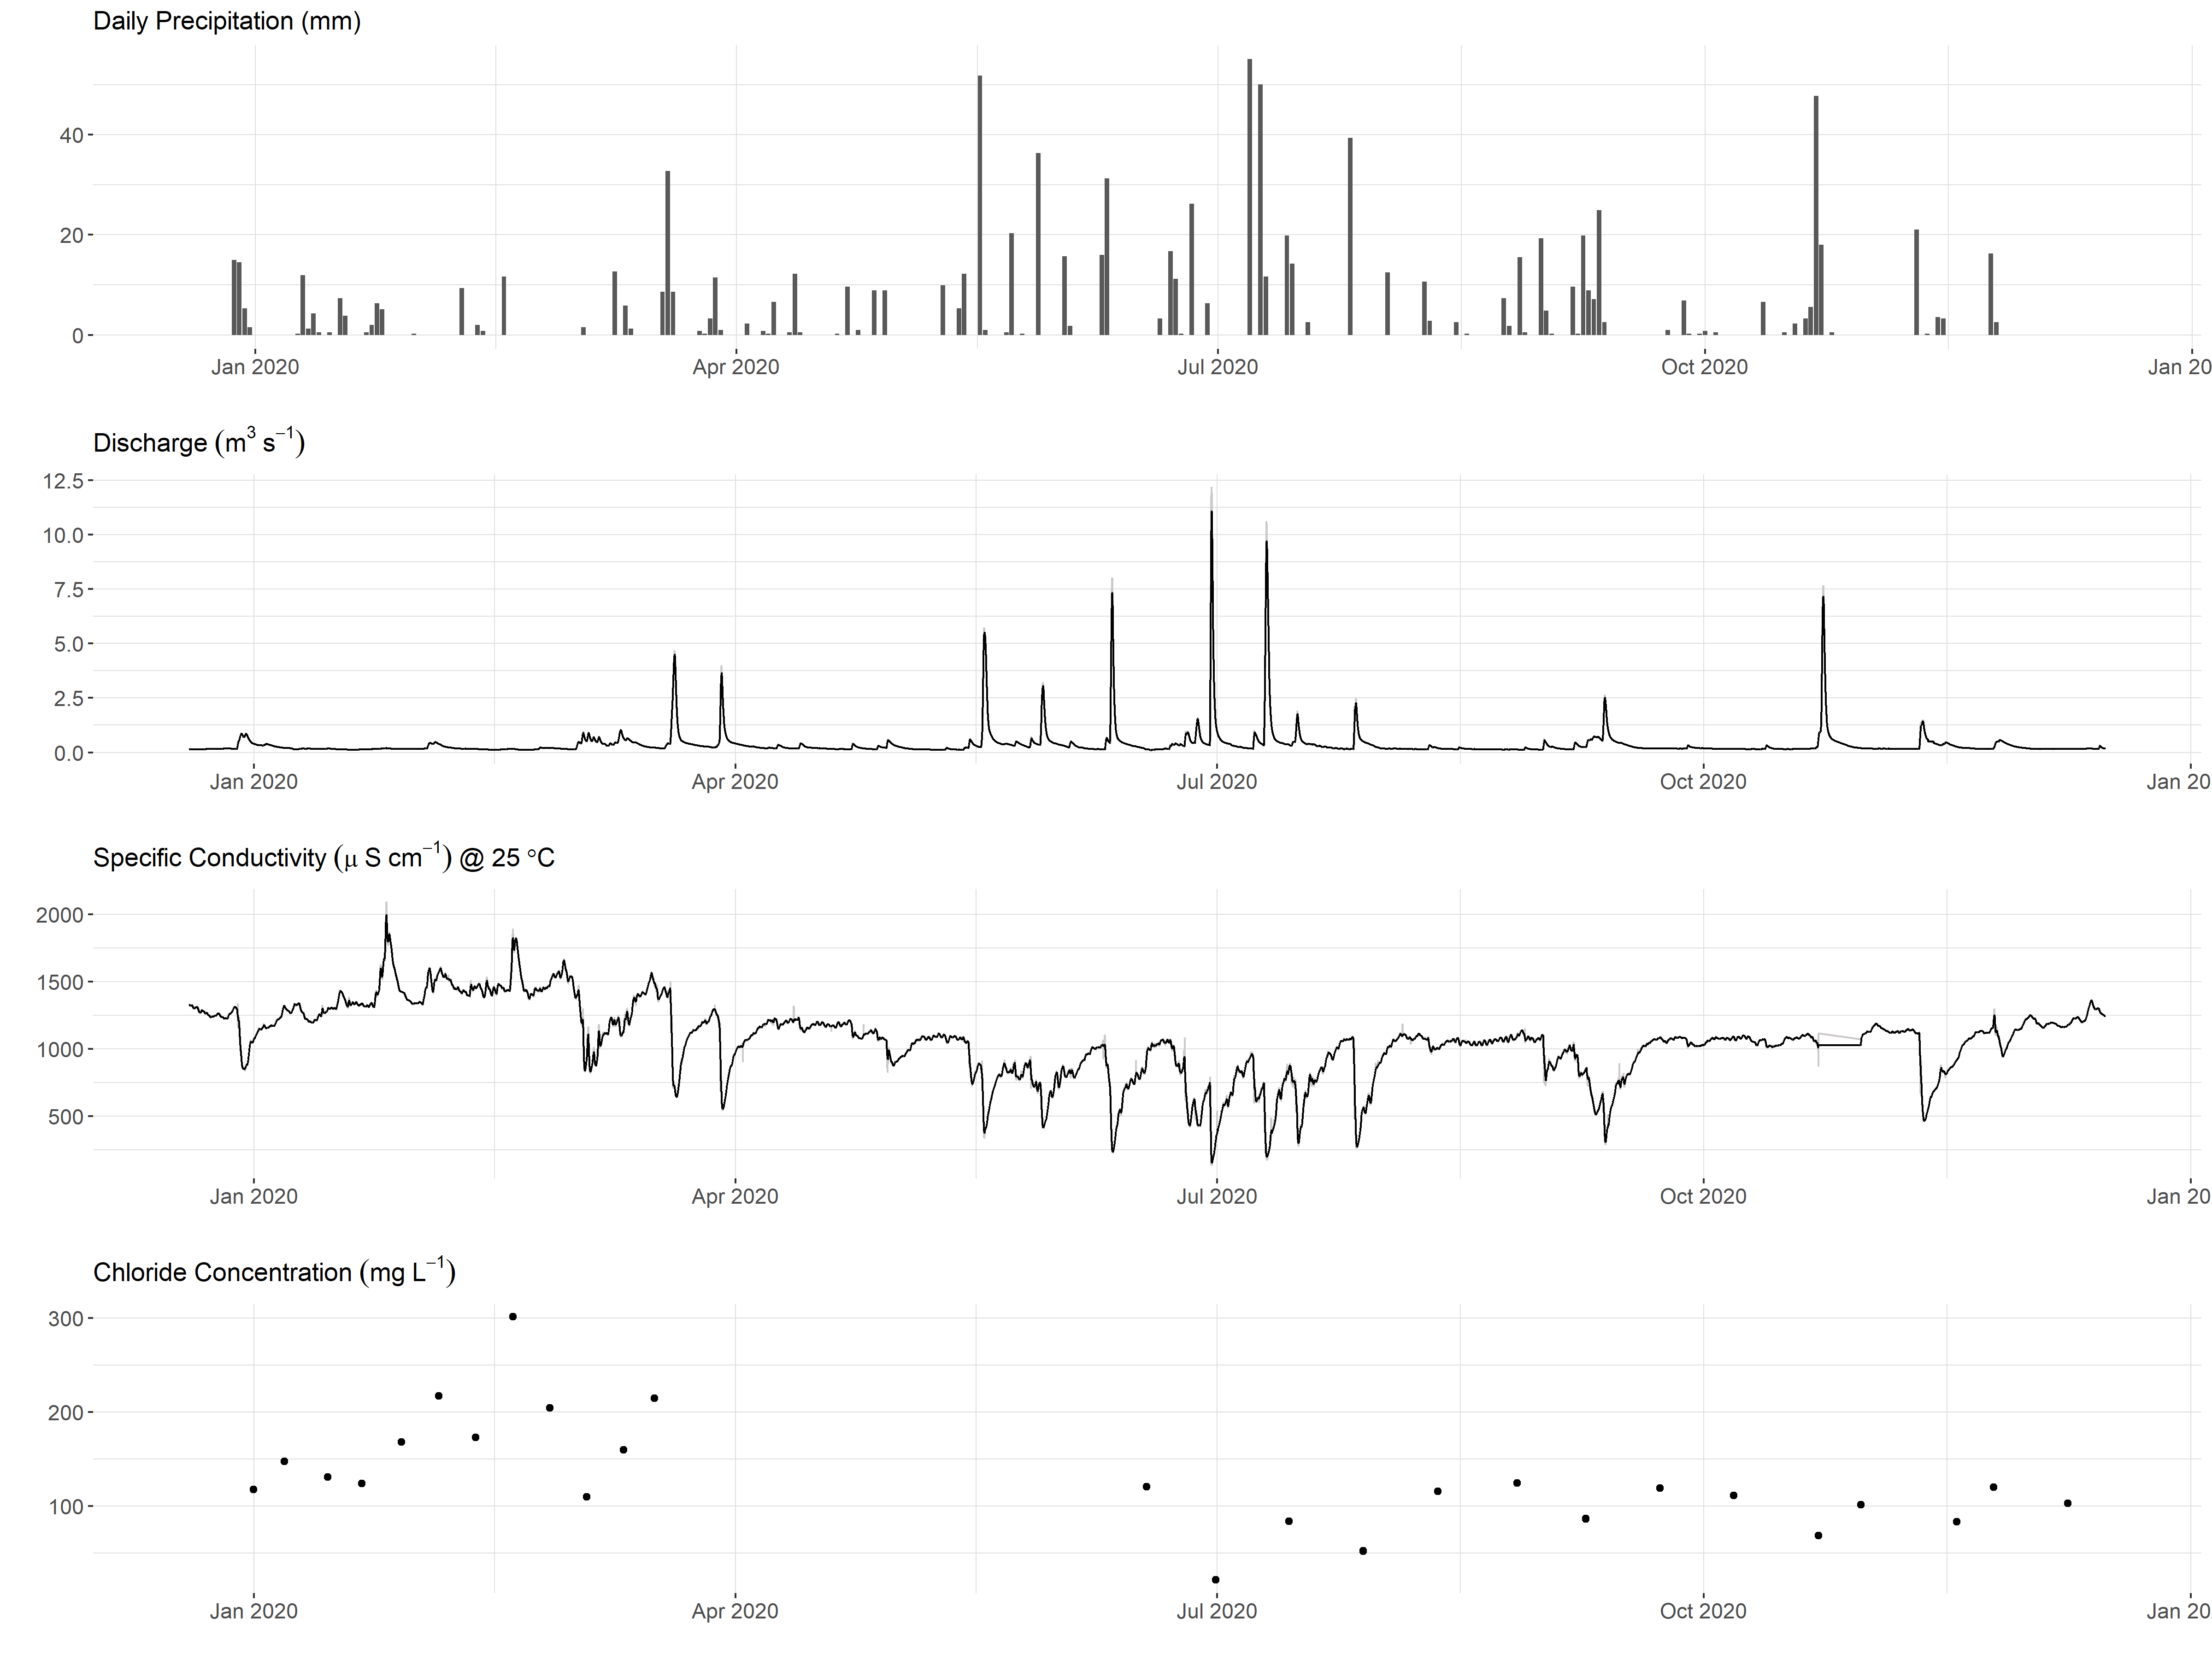 Daily Precipitation (mm)
40
20
0
Jan 2020 Apr 2020 Jul 2020 Oct 2020 Jan 20
Discharge (m³ s⁻¹)
12.5
10.0
7.5
5.0
2.5
0.0
Jan 2020 Apr 2020 Jul 2020 Oct 2020 Jan 20
Specific Conductivity (μ S cm⁻¹) @ 25 °C
2000
1500
1000
500
Jan 2020 Apr 2020 Jul 2020 Oct 2020 Jan 20
Chloride Concentration (mg L⁻¹)
300
200
100
Jan 2020 Apr 2020 Jul 2020 Oct 2020 Jan 20